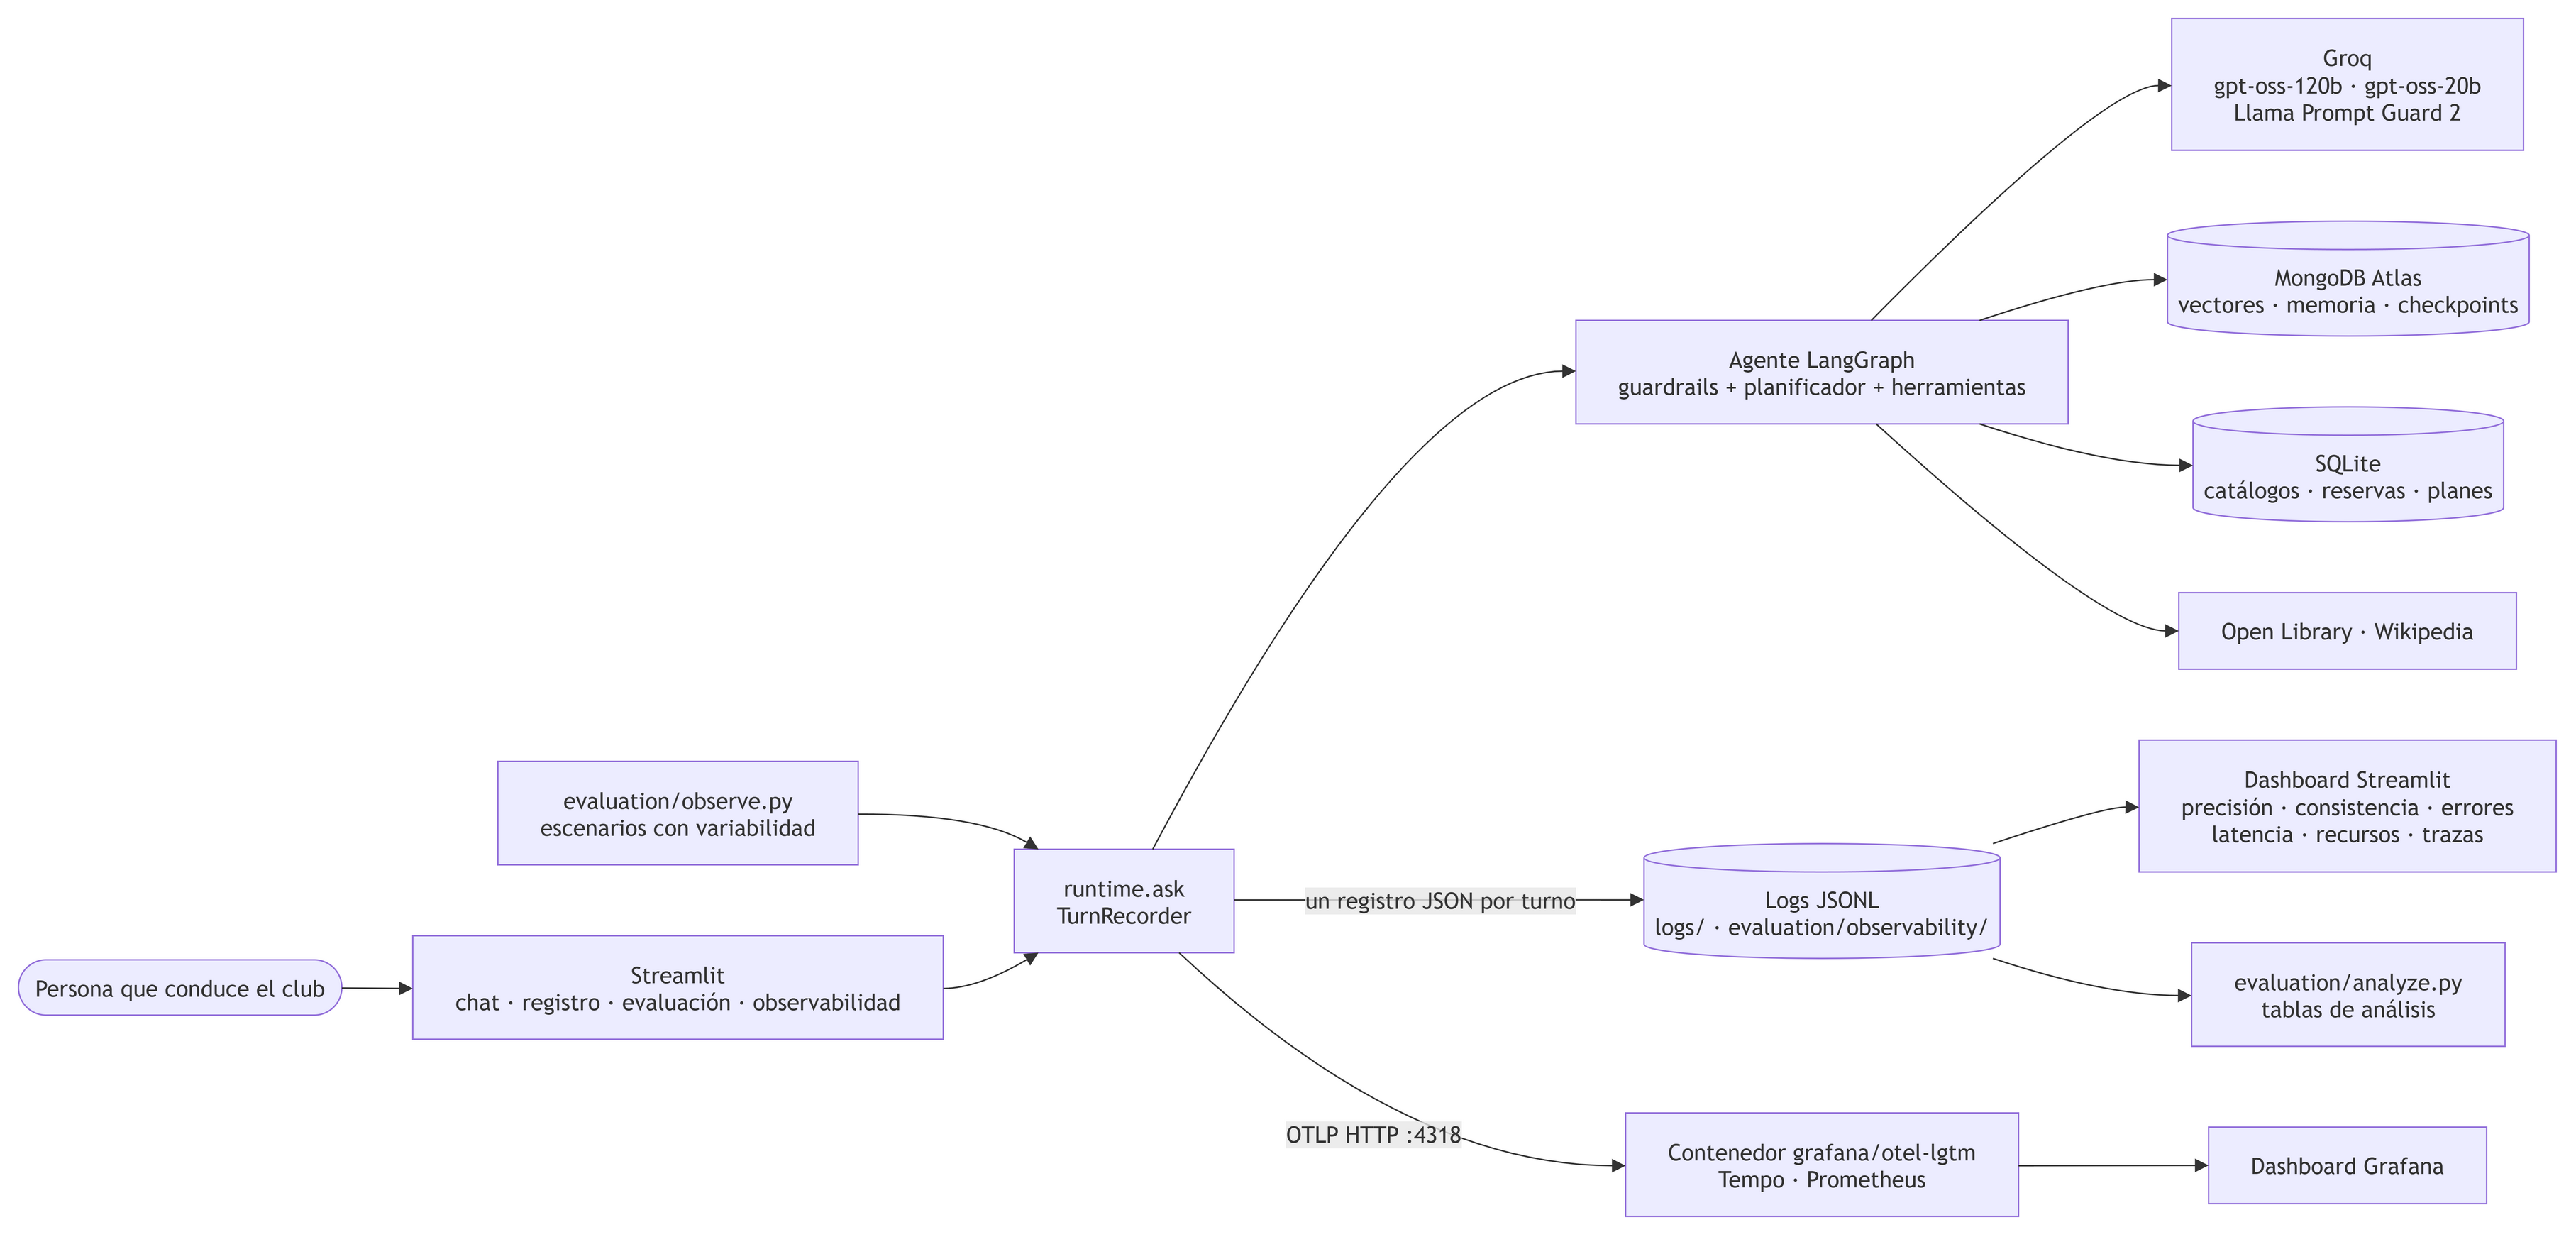 Groq
gpt-oss-120b · gpt-oss-20b
Llama Prompt Guard 2
MongoDB Atlas
vectores · memoria · checkpoints
Agente LangGraph
guardrails + planificador + herramientas
SQLite
catálogos · reservas · planes
Open Library · Wikipedia
evaluation/observe.py
escenarios con variabilidad
Dashboard Streamlit
precisión · consistencia · errores
latencia · recursos · trazas
runtime.ask
TurnRecorder
un registro JSON por turno
Logs JSONL
logs/ · evaluation/observability/
Persona que conduce el club
Streamlit
chat · registro · evaluación · observabilidad
evaluation/analyze.py
tablas de análisis
OTLP HTTP :4318
Contenedor grafana/otel-lgtm
Tempo · Prometheus
Dashboard Grafana